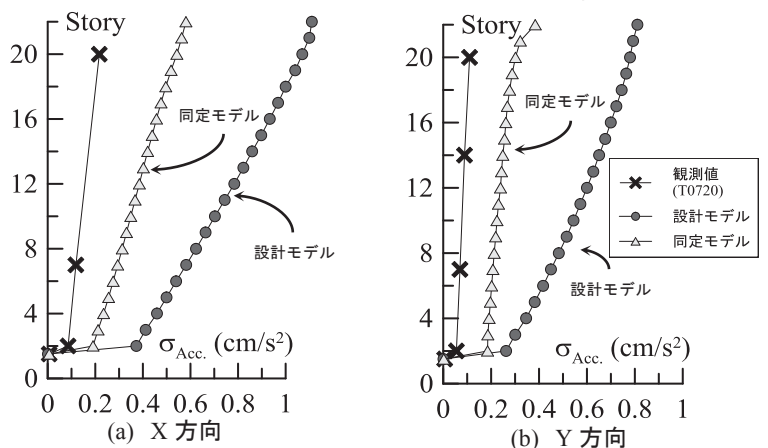 Story
20
16
12
8
4
0
同定モデル
設計モデル
σAcc. (cm/s²)
0 0.2 0.4 0.6 0.8 1
(a) X 方向
Story
20
16
12
8
4
0
同定モデル
設計モデル
観測値
(T0720)
設計モデル
同定モデル
σAcc. (cm/s²)
0 0.2 0.4 0.6 0.8 1
(b) Y 方向